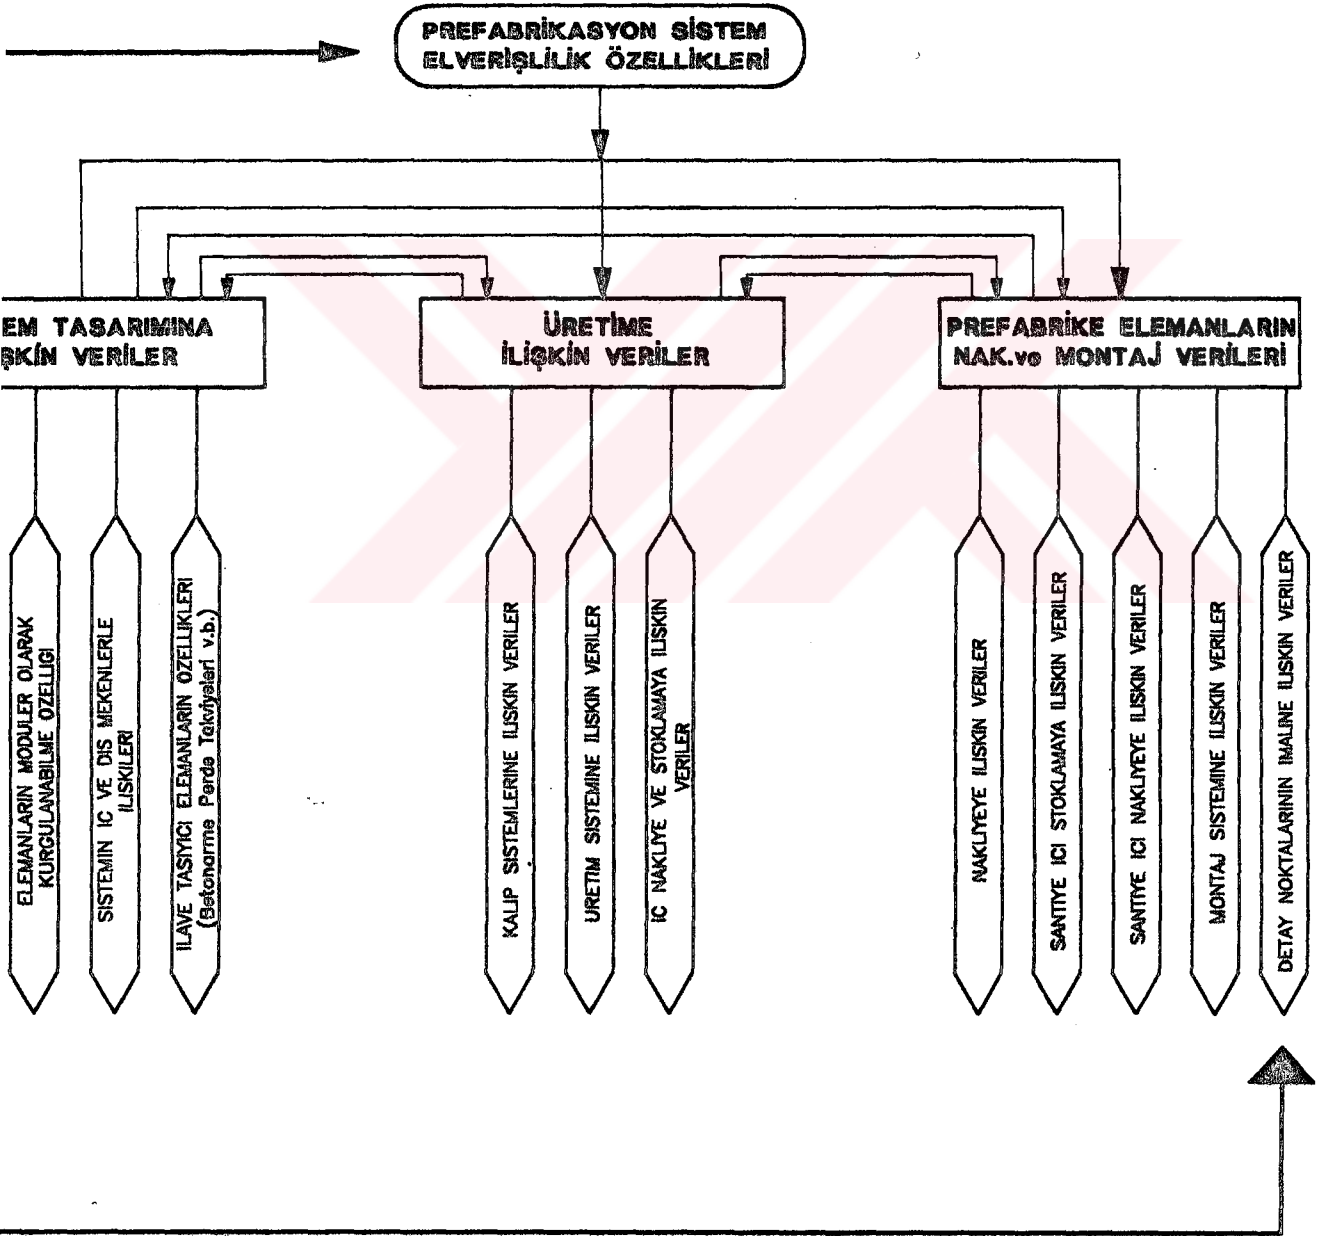 PREFABRİKASYON SİSTEM
ELVERİŞLİLİK ÖZELLİKLERİ
EM TASARIMINA
ŞKİN VERİLER
ÜRETİME
İLİŞKİN VERİLER
PREFABRİKE ELEMANLARIN
NAK.ve MONTAJ VERİLERİ
ELEMANLARIN MODULER OLARAK
KURGULANABILME OZELLIGI
SISTEMIN IC VE DIS MEKENLERLE
ILISKILERI
ILAVE TASIYICI ELEMANLARIN OZELLIKLERI
(Betonarme Perde Takviyeleri v.b.)
KALIP SISTEMLERINE ILISKIN VERILER
URETIM SISTEMINE ILISKIN VERILER
IC NAKLIYE VE STOKLAMAYA ILISKIN
VERILER
NAKLIYEYE ILISKIN VERILER
SANTIYE ICI STOKLAMAYA ILISKIN VERILER
SANTIYE ICI NAKLIYEYE ILISKIN VERILER
MONTAJ SISTEMINE ILISKIN VERILER
DETAY NOKTALARININ IMALINE ILISKIN VERILER